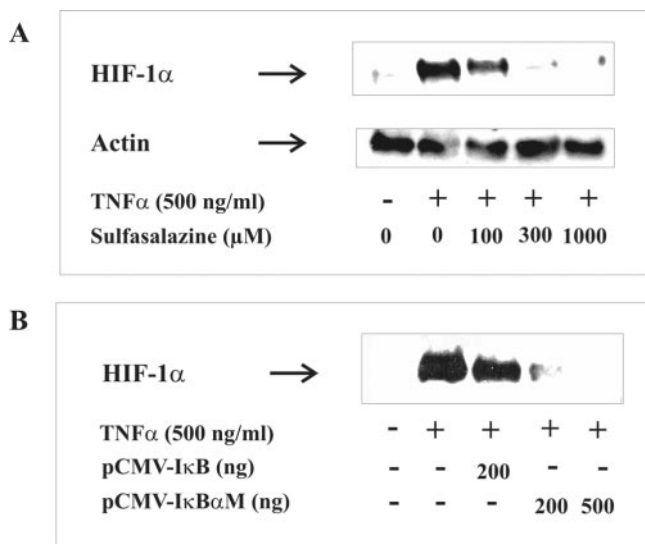 A
HIF-1α
Actin
TNFα (500 ng/ml) - + + + +
Sulfasalazine (µM) 0 0 100 300 1000
B
HIF-1α
TNFα (500 ng/ml) - + + + +
pCMV-IκB (ng) - - 200 - -
pCMV-IκBαM (ng) - - - 200 500